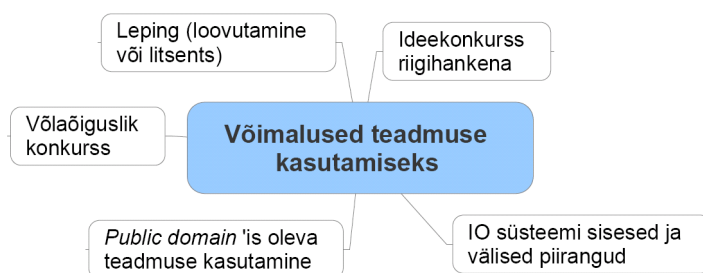 Leping (loovutamine
või litsents)
Ideekonkurss
riigihankena
Võlaõiguslik
konkurss
Võimalused teadmuse
kasutamiseks
Public domain 'is oleva
teadmuse kasutamine
IO süsteemi sisesed ja
välised piirangud